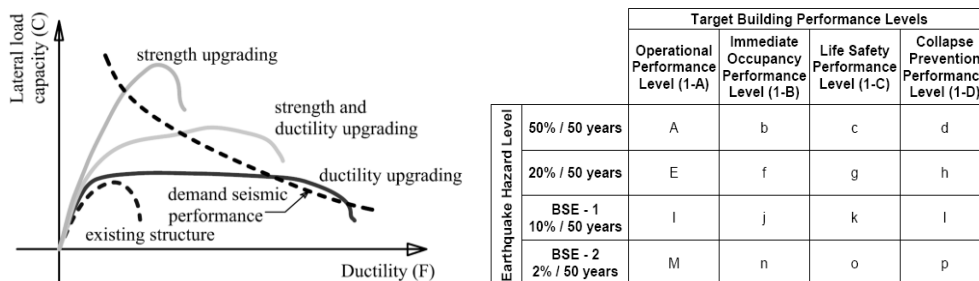 Lateral load
capacity (C)
strength upgrading
strength and
ductility upgrading
ductility upgrading
demand seismic
performance
existing structure
Ductility (F)
Target Building Performance Levels
Operational
Performance
Level (1-A)
Immediate
Occupancy
Performance
Level (1-B)
Life Safety
Performance
Level (1-C)
Collapse
Prevention
Performance
Level (1-D)
Earthquake Hazard Level
50% / 50 years
A b c d
20% / 50 years
E f g h
BSE - 1
10% / 50 years
I j k l
BSE - 2
2% / 50 years
M n o p